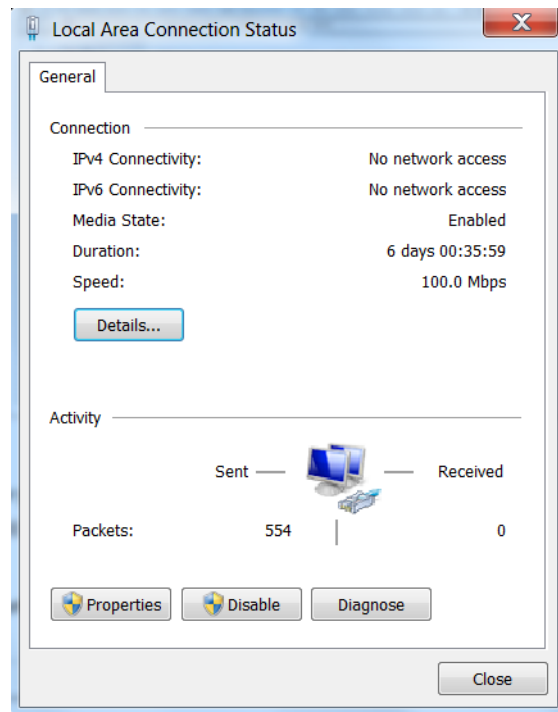 Local Area Connection Status
General
Connection
IPv4 Connectivity: No network access
IPv6 Connectivity: No network access
Media State: Enabled
Duration: 6 days 00:35:59
Speed: 100.0 Mbps
Details...
Activity
Sent Received
Packets: 554 0
Properties Disable Diagnose
Close